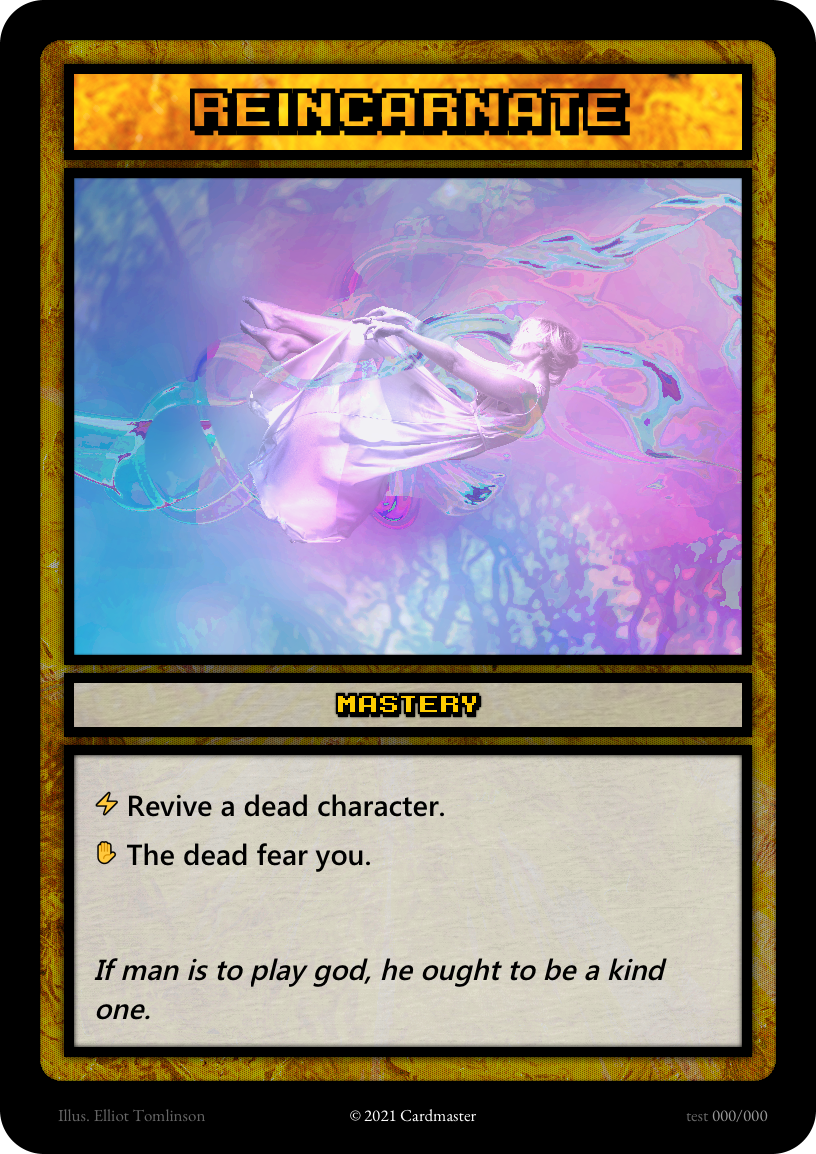 REINCARNATE
MASTERY
⚡ Revive a dead character.
✋ The dead fear you.
If man is to play god, he ought to be a kind
one.
Illus. Elliot Tomlinson © 2021 Cardmaster test 000/000